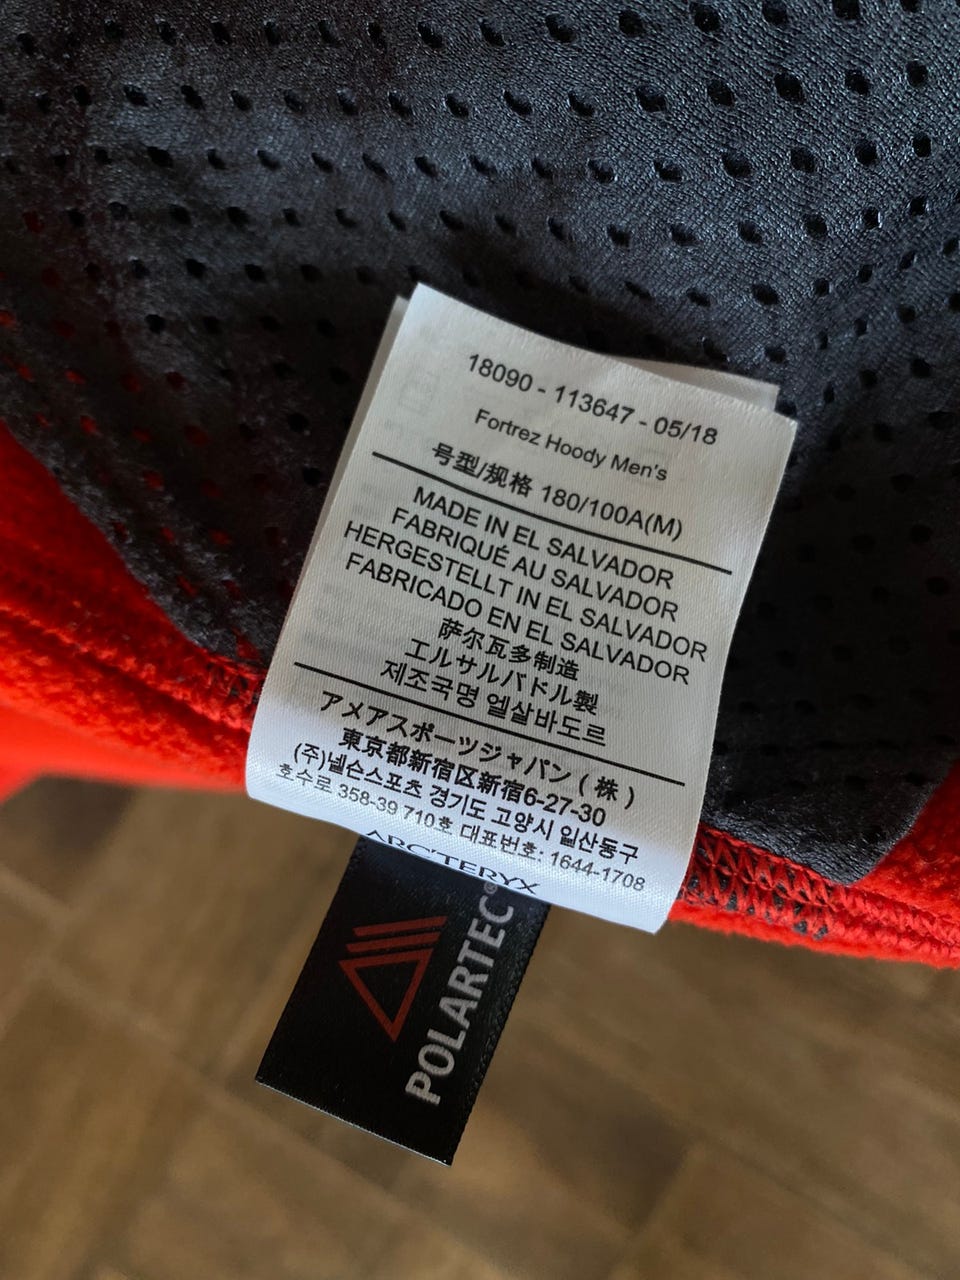 18090 - 113647 - 05/18
Fortrez Hoody Men's
号型/规格 180/100A(M)
MADE IN EL SALVADOR
FABRIQUÉ AU SALVADOR
HERGESTELLT IN EL SALVADOR
FABRICADO EN EL SALVADOR
萨尔瓦多制造
エルサルバドル製
제조국명 엘살바도르
アメアスポーツジャパン ( 株 )
東京都新宿区新宿6-27-30
(주)넬슨스포츠 경기도 고양시 일산동구
호수로 358-39 710호 대표번호: 1644-1708
ARC'TERYX
POLARTEC®